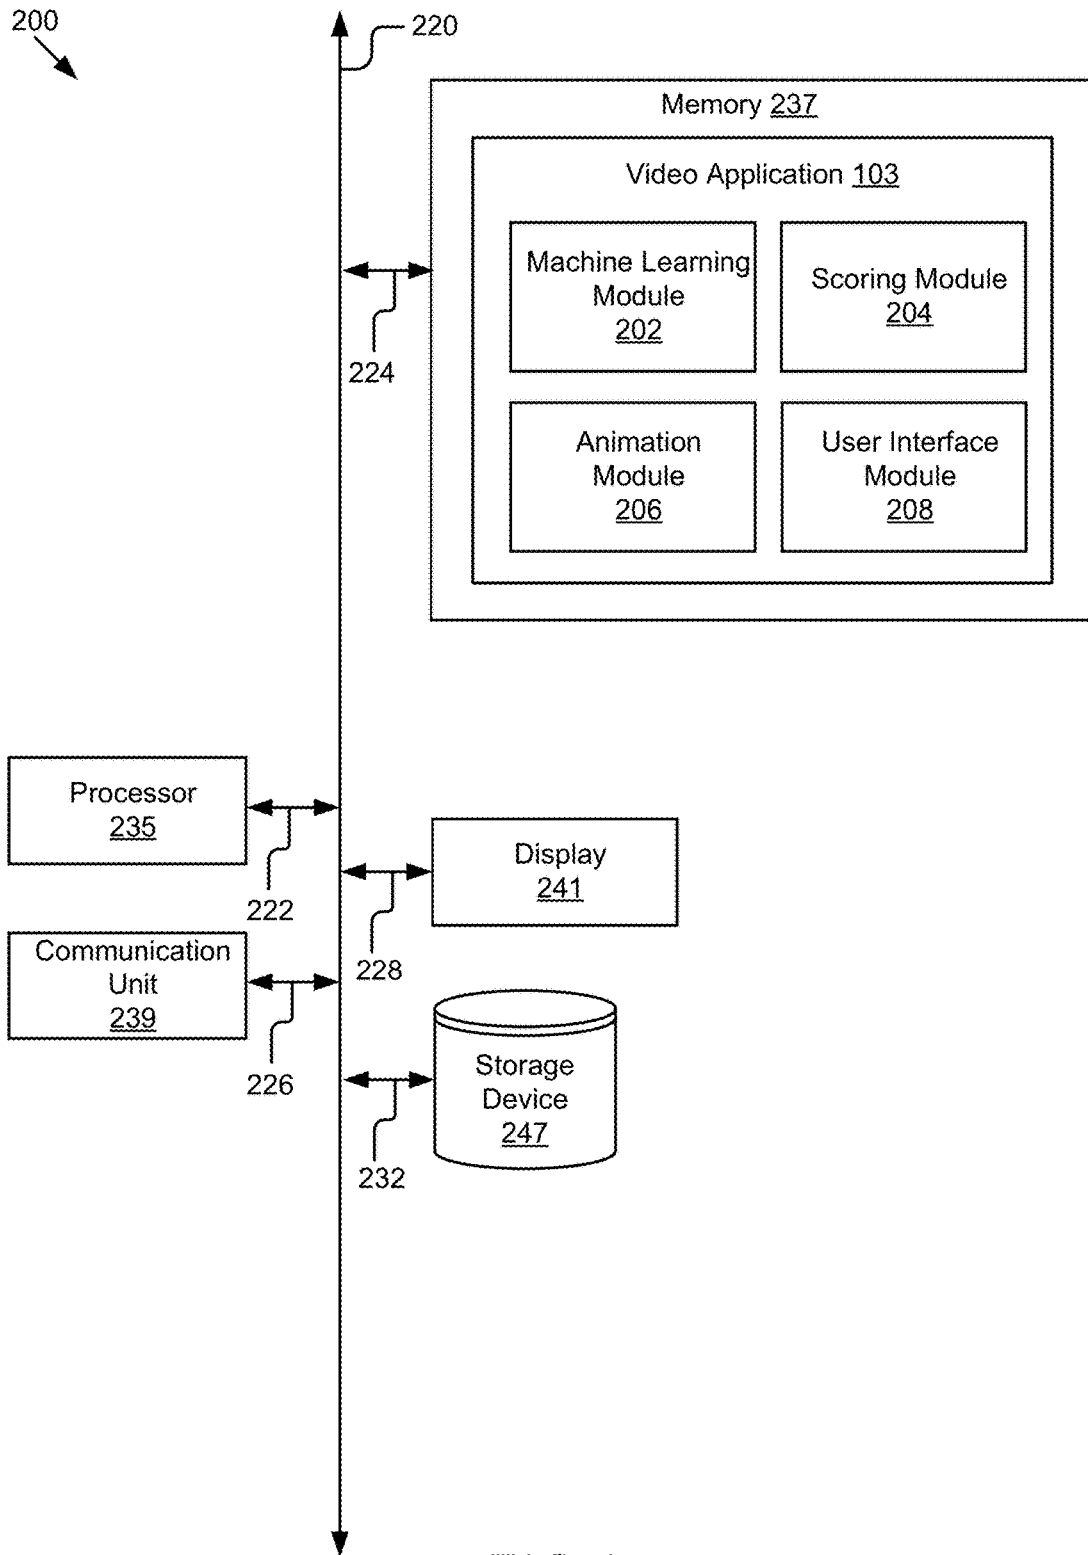 200
220
Memory 237
Video Application 103
Machine Learning
Module
202
Scoring Module
204
224
Animation
Module
206
User Interface
Module
208
Processor
235
222
Display
241
228
Communication
Unit
239
226
Storage
Device
247
232